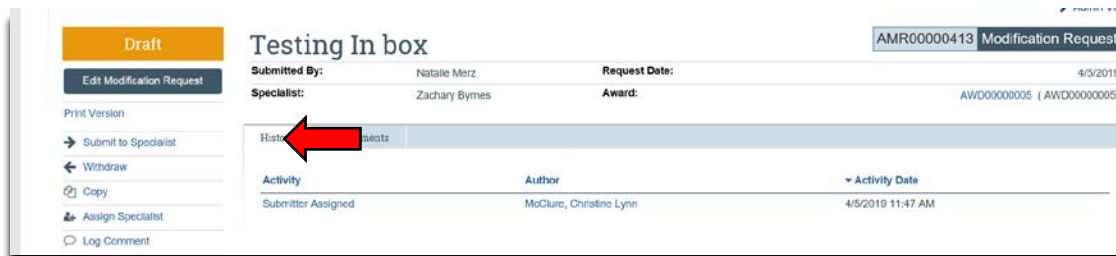 Draft
Edit Modification Request
Print Version
Submit to Specialist
Withdraw
Copy
Assign Specialist
Log Comment
Testing In box
AMR00000413 Modification Request
Submitted By: Natalie Merz Request Date: 4/5/2019
Specialist: Zachary Byrnes Award: AWD00000005 ( AWD00000005
Activity Author Activity Date
Submitter Assigned McClure, Christine Lynn 4/5/2019 11:47 AM